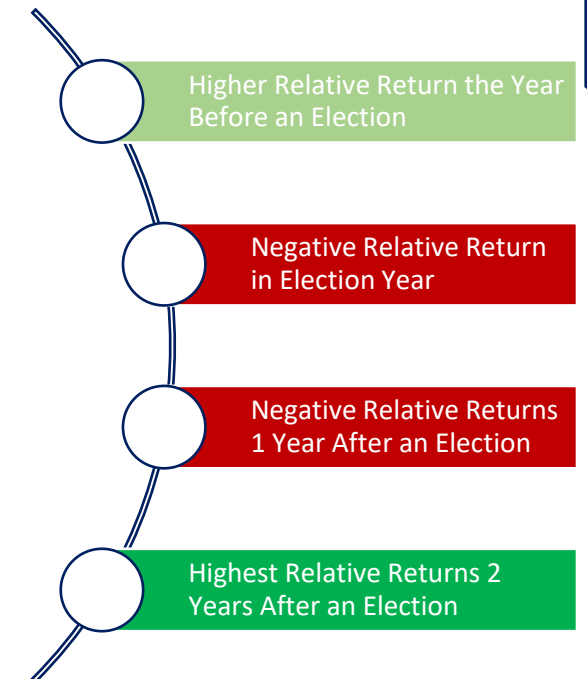 Higher Relative Return the Year
Before an Election
Negative Relative Return
in Election Year
Negative Relative Returns
1 Year After an Election
Highest Relative Returns 2
Years After an Election